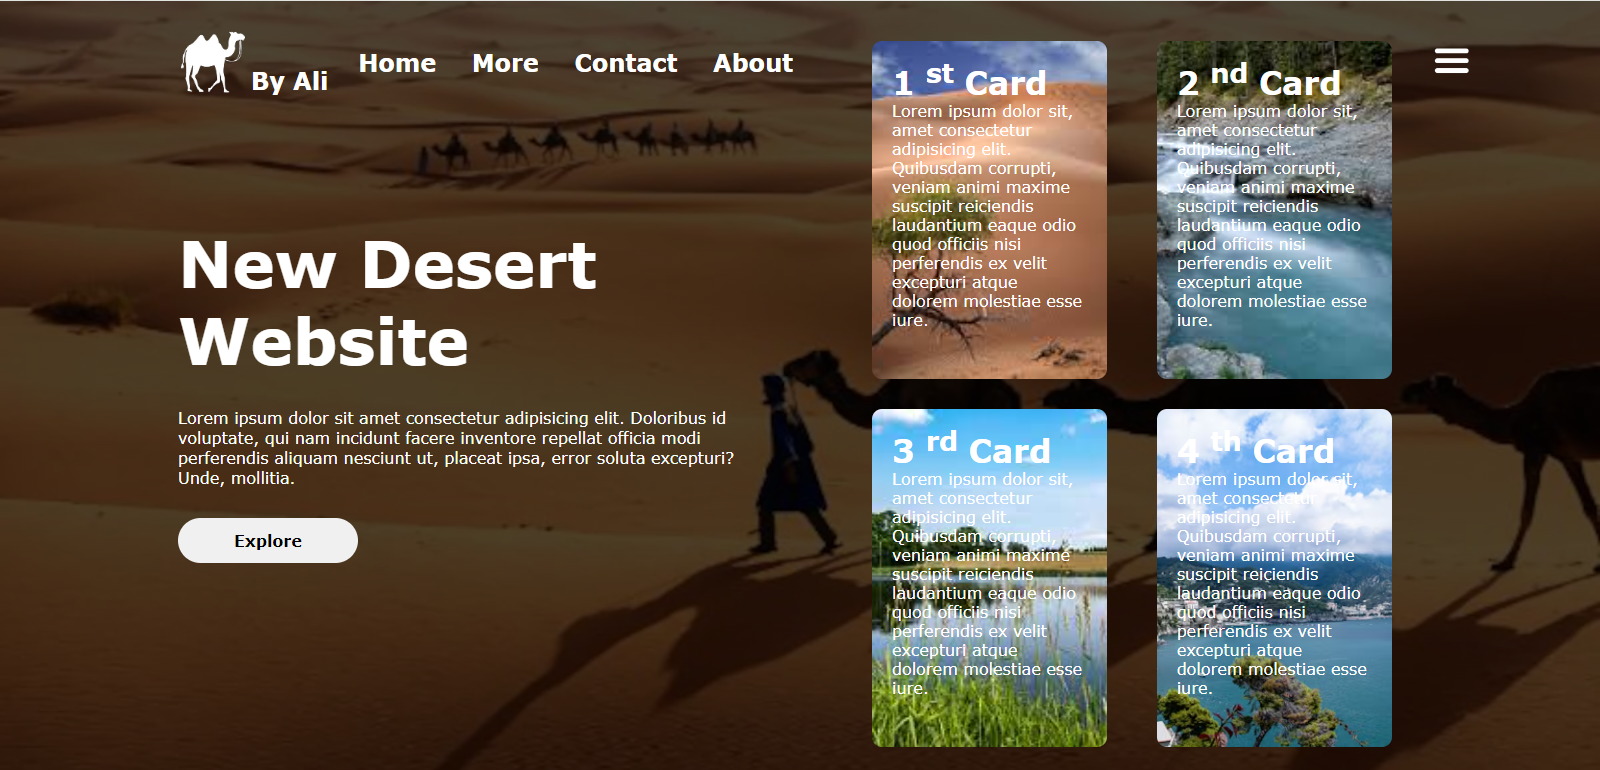 By Ali
Home
More
Contact
About
New Desert
Website
Lorem ipsum dolor sit amet consectetur adipisicing elit. Doloribus id
voluptate, qui nam incidunt facere inventore repellat officia modi
perferendis aliquam nesciunt ut, placeat ipsa, error soluta excepturi?
Unde, mollitia.
Explore
1 st Card
Lorem ipsum dolor sit,
amet consectetur
adipisicing elit.
Quibusdam corrupti,
veniam animi maxime
suscipit reiciendis
laudantium eaque odio
quod officiis nisi
perferendis ex velit
excepturi atque
dolorem molestiae esse
iure.
2 nd Card
Lorem ipsum dolor sit,
amet consectetur
adipisicing elit.
Quibusdam corrupti,
veniam animi maxime
suscipit reiciendis
laudantium eaque odio
quod officiis nisi
perferendis ex velit
excepturi atque
dolorem molestiae esse
iure.
3 rd Card
Lorem ipsum dolor sit,
amet consectetur
adipisicing elit.
Quibusdam corrupti,
veniam animi maxime
suscipit reiciendis
laudantium eaque odio
quod officiis nisi
perferendis ex velit
excepturi atque
dolorem molestiae esse
iure.
4 th Card
Lorem ipsum dolor sit,
amet consectetur
adipisicing elit.
Quibusdam corrupti,
veniam animi maxime
suscipit reiciendis
laudantium eaque odio
quod officiis nisi
perferendis ex velit
excepturi atque
dolorem molestiae esse
iure.